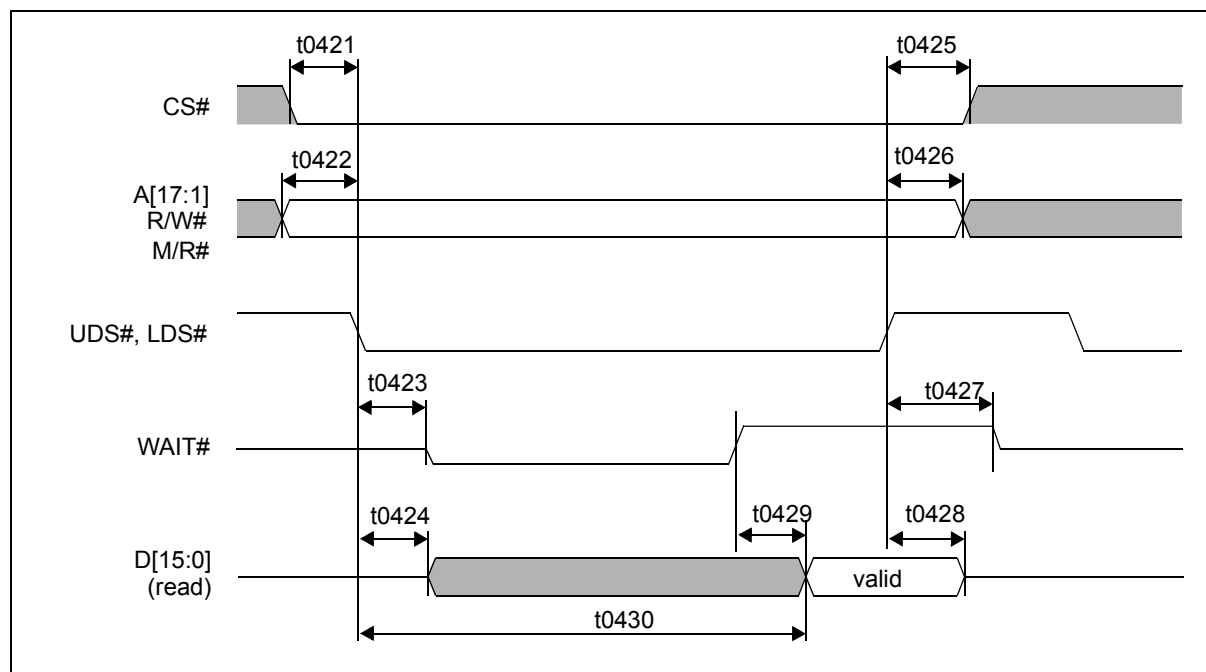 t0421
t0425
CS#
t0422
t0426
A[17:1]
R/W#
M/R#
UDS#, LDS#
t0423
t0427
WAIT#
t0424
t0429
t0428
D[15:0]
(read)
valid
t0430